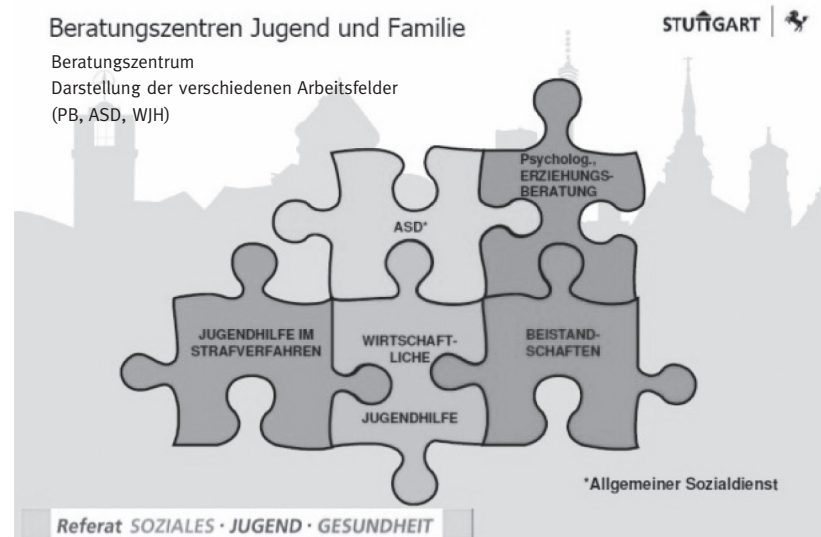 Beratungszentren Jugend und Familie
STUTTGART
Beratungszentrum
Darstellung der verschiedenen Arbeitsfelder
(PB, ASD, WJH)
Psycholog.,
ERZIEHUNGS-
BERATUNG
ASD*
JUGENDHILFE IM
STRAFVERFAHREN
WIRTSCHAFT-
LICHE
JUGENDHILFE
BEISTAND-
SCHAFTEN
*Allgemeiner Sozialdienst
Referat SOZIALES · JUGEND · GESUNDHEIT